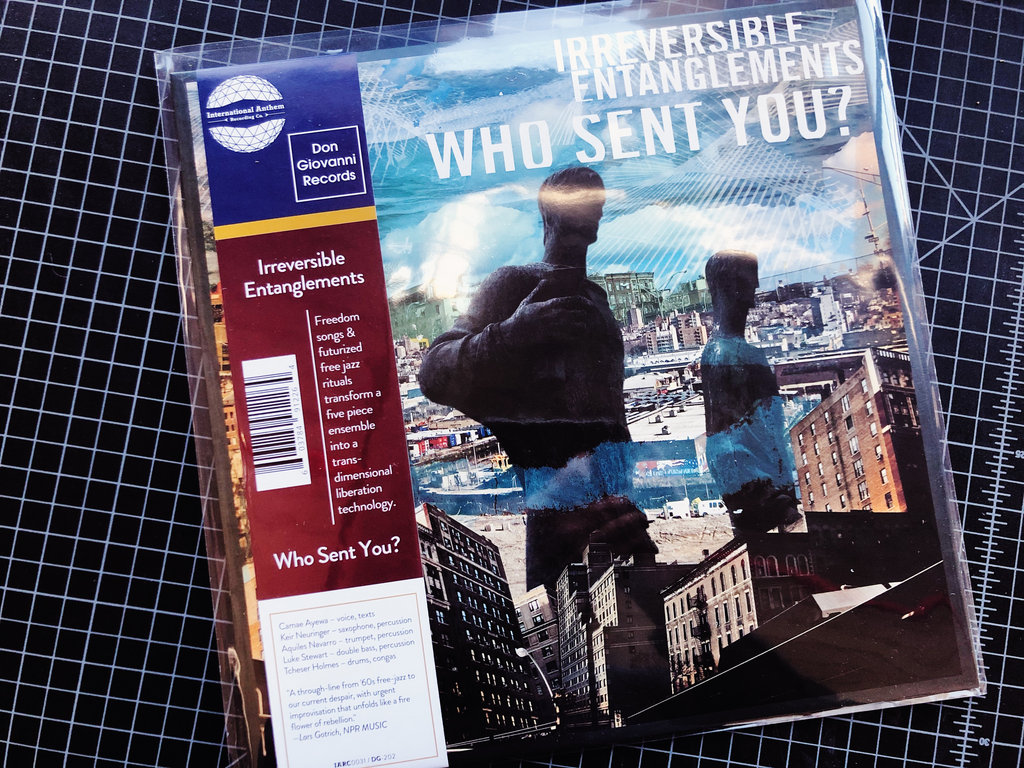 IRREVERSIBLE
ENTANGLEMENTS
WHO SENT YOU?
International Anthem
Recording Co.
Don
Giovanni
Records
Irreversible
Entanglements
Freedom
songs &
futurized
free jazz
rituals
transform a
five piece
ensemble
into a
trans-
dimensional
liberation
technology.
Who Sent You?
Camae Ayewa – voice, texts
Keir Neuringer – saxophone, percussion
Aquiles Navarro – trumpet, percussion
Luke Stewart – double bass, percussion
Tcheser Holmes – drums, congas
"A through-line from '60s free-jazz to
our current despair, with urgent
improvisation that unfolds like a fire
flower of rebellion."
—Lars Gotrich, NPR MUSIC
IARC0031 / DG-202
30